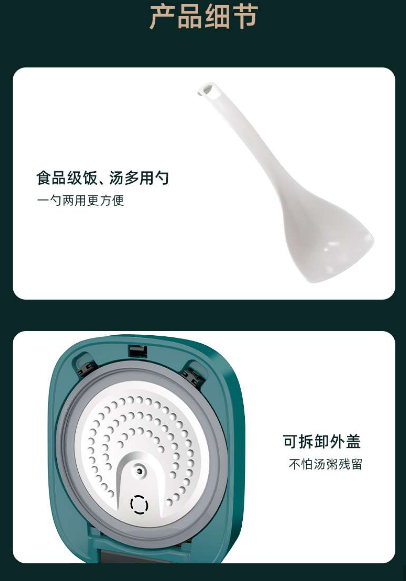 产品细节
食品级饭、汤多用勺
一勺两用更方便
可拆卸外盖
不怕汤粥残留